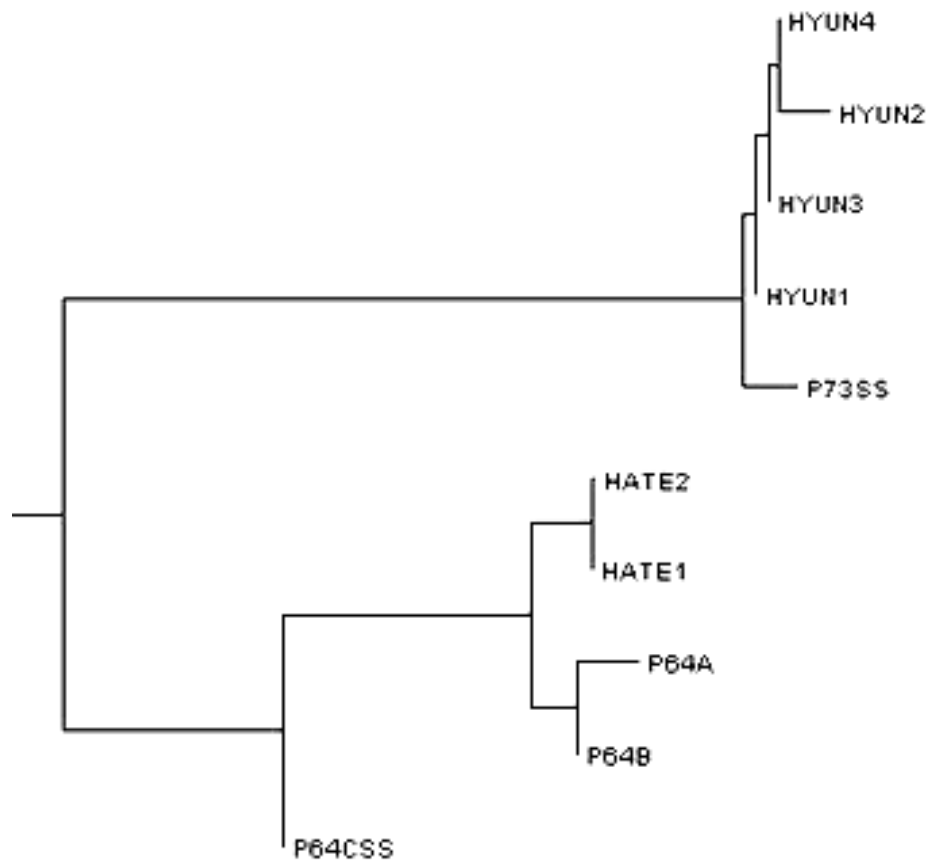 HYUN4
HYUN2
HYUN3
HYUN1
P73SS
HATE2
HATE1
P64A
P64B
P64CSS